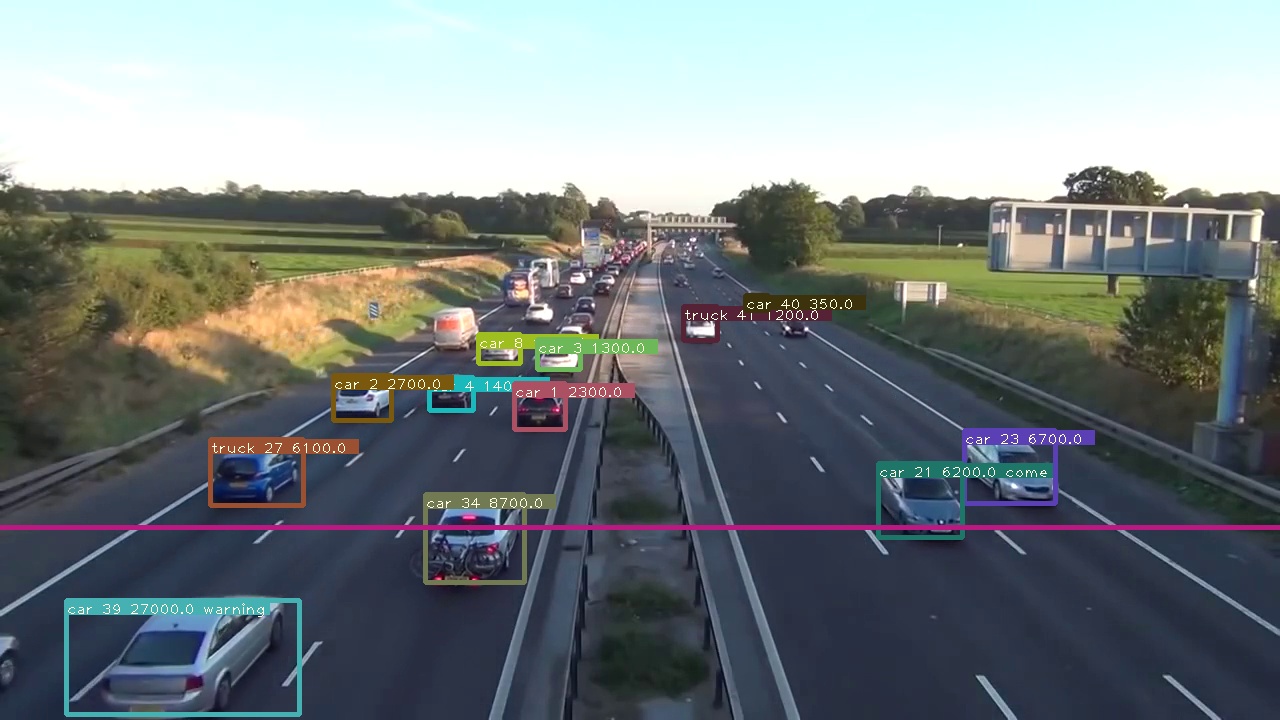 car 40 350.0
truck 41 1200.0
car 8
car 3 1300.0
car 2 2700.0
4 140
car 1 2300.0
car 23 6700.0
truck 27 6100.0
car 21 6200.0 come
car 34 8700.0
car 39 27000.0 warning